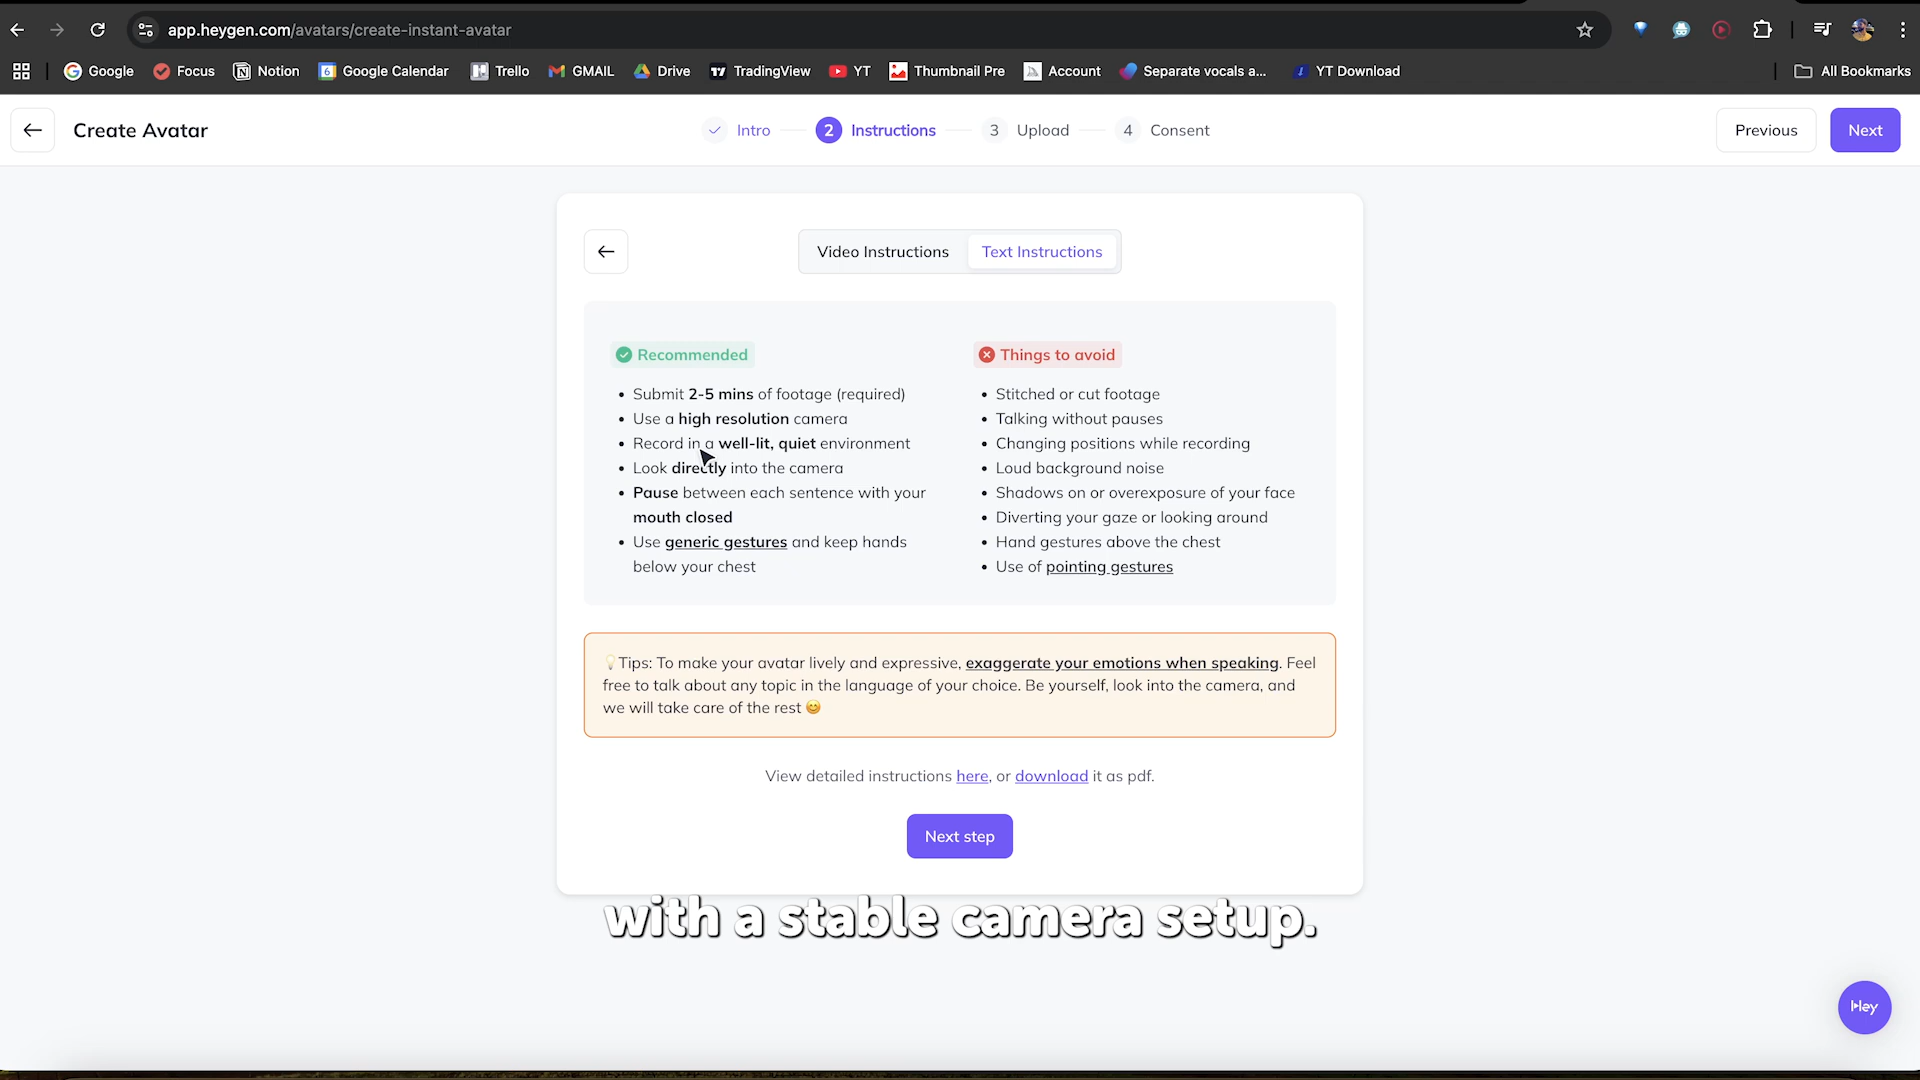 app.heygen.com/avatars/create-instant-avatar
Google Focus Notion Google Calendar Trello GMAIL Drive TradingView YT Thumbnail Pre Account Separate vocals a... YT Download All Bookmarks
Create Avatar
Intro 2 Instructions 3 Upload 4 Consent
Previous Next
Video Instructions Text Instructions
Recommended
Submit 2-5 mins of footage (required)
Use a high resolution camera
Record in a well-lit, quiet environment
Look directly into the camera
Pause between each sentence with your
mouth closed
Use generic gestures and keep hands
below your chest
Things to avoid
Stitched or cut footage
Talking without pauses
Changing positions while recording
Loud background noise
Shadows on or overexposure of your face
Diverting your gaze or looking around
Hand gestures above the chest
Use of pointing gestures
💡Tips: To make your avatar lively and expressive, exaggerate your emotions when speaking. Feel
free to talk about any topic in the language of your choice. Be yourself, look into the camera, and
we will take care of the rest 😊
View detailed instructions here, or download it as pdf.
Next step
with a stable camera setup.
Hey